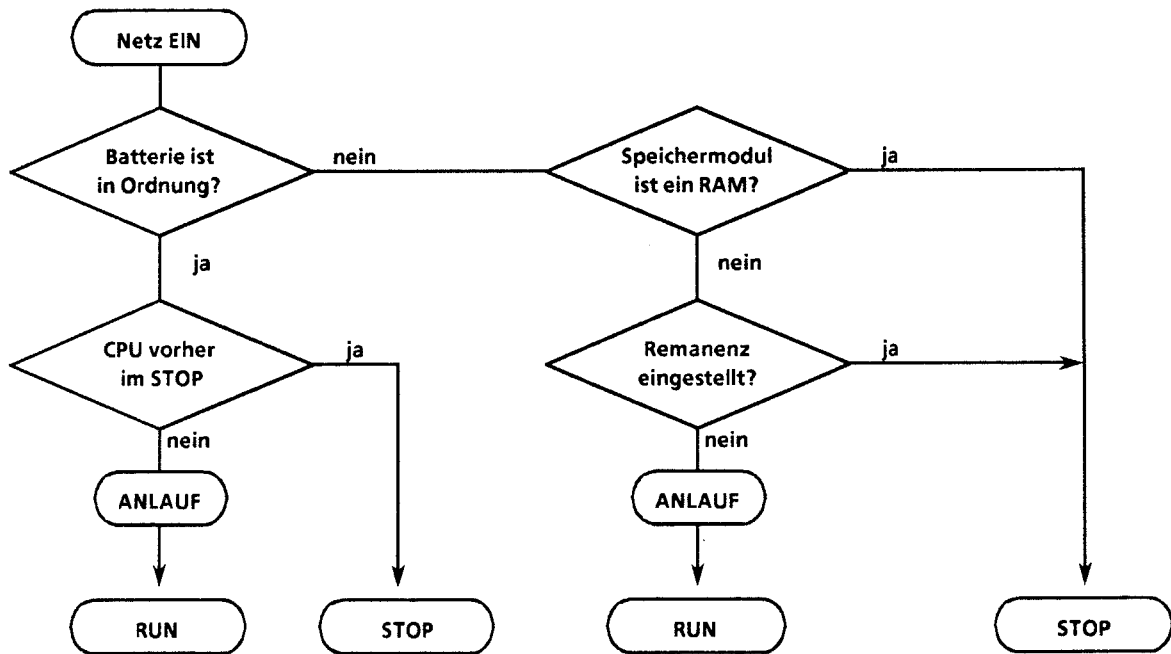 Netz EIN
Batterie ist
in Ordnung?
nein
Speichermodul
ist ein RAM?
ja
ja
nein
CPU vorher
im STOP
ja
Remanenz
eingestellt?
ja
nein
nein
ANLAUF
ANLAUF
RUN
STOP
RUN
STOP